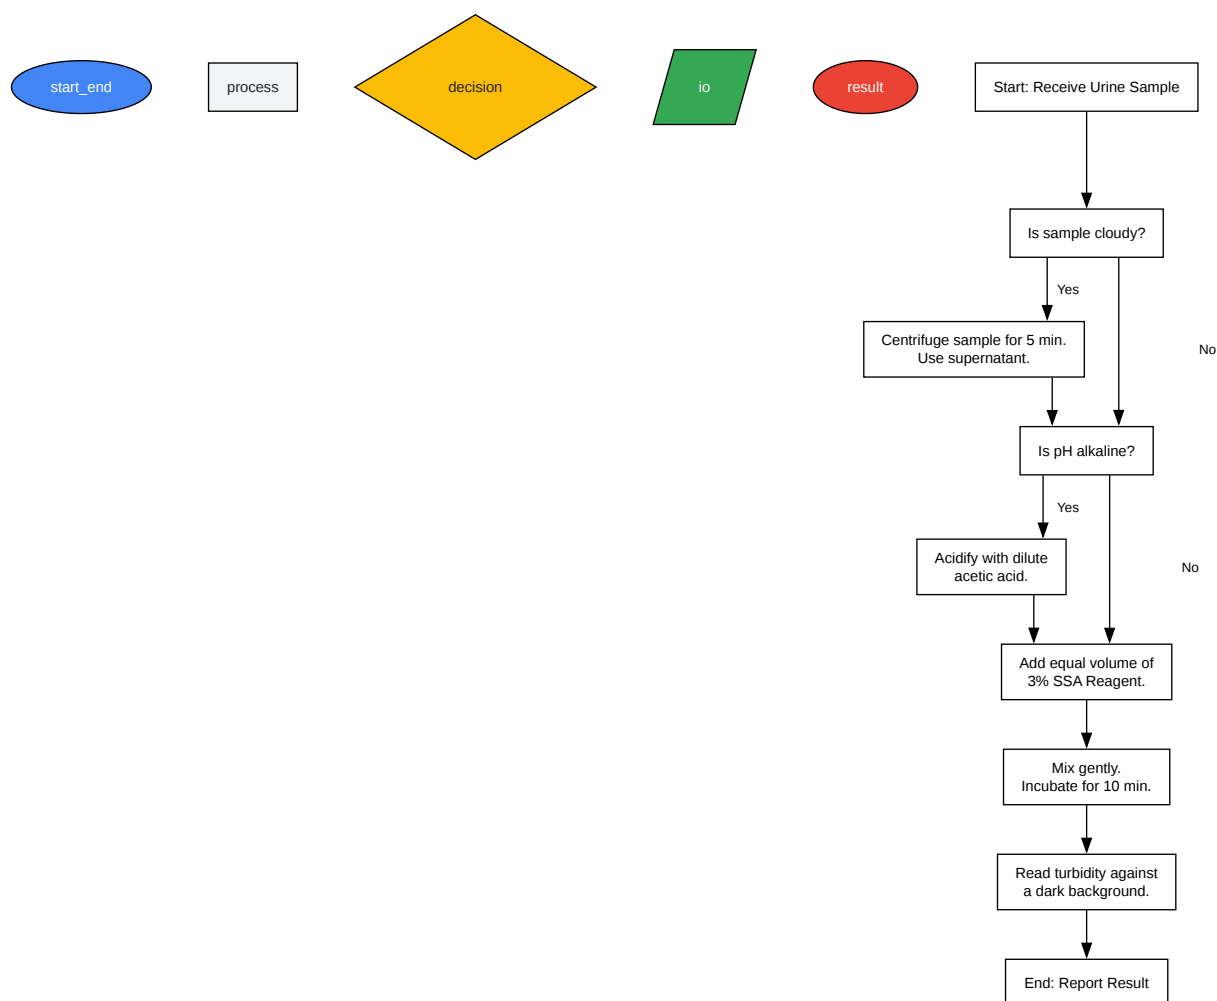 start_end
process
decision
io
result
Start: Receive Urine Sample
Is sample cloudy?
Yes
Centrifuge sample for 5 min.
Use supernatant.
No
Is pH alkaline?
Yes
Acidify with dilute
acetic acid.
No
Add equal volume of
3% SSA Reagent.
Mix gently.
Incubate for 10 min.
Read turbidity against
a dark background.
End: Report Result